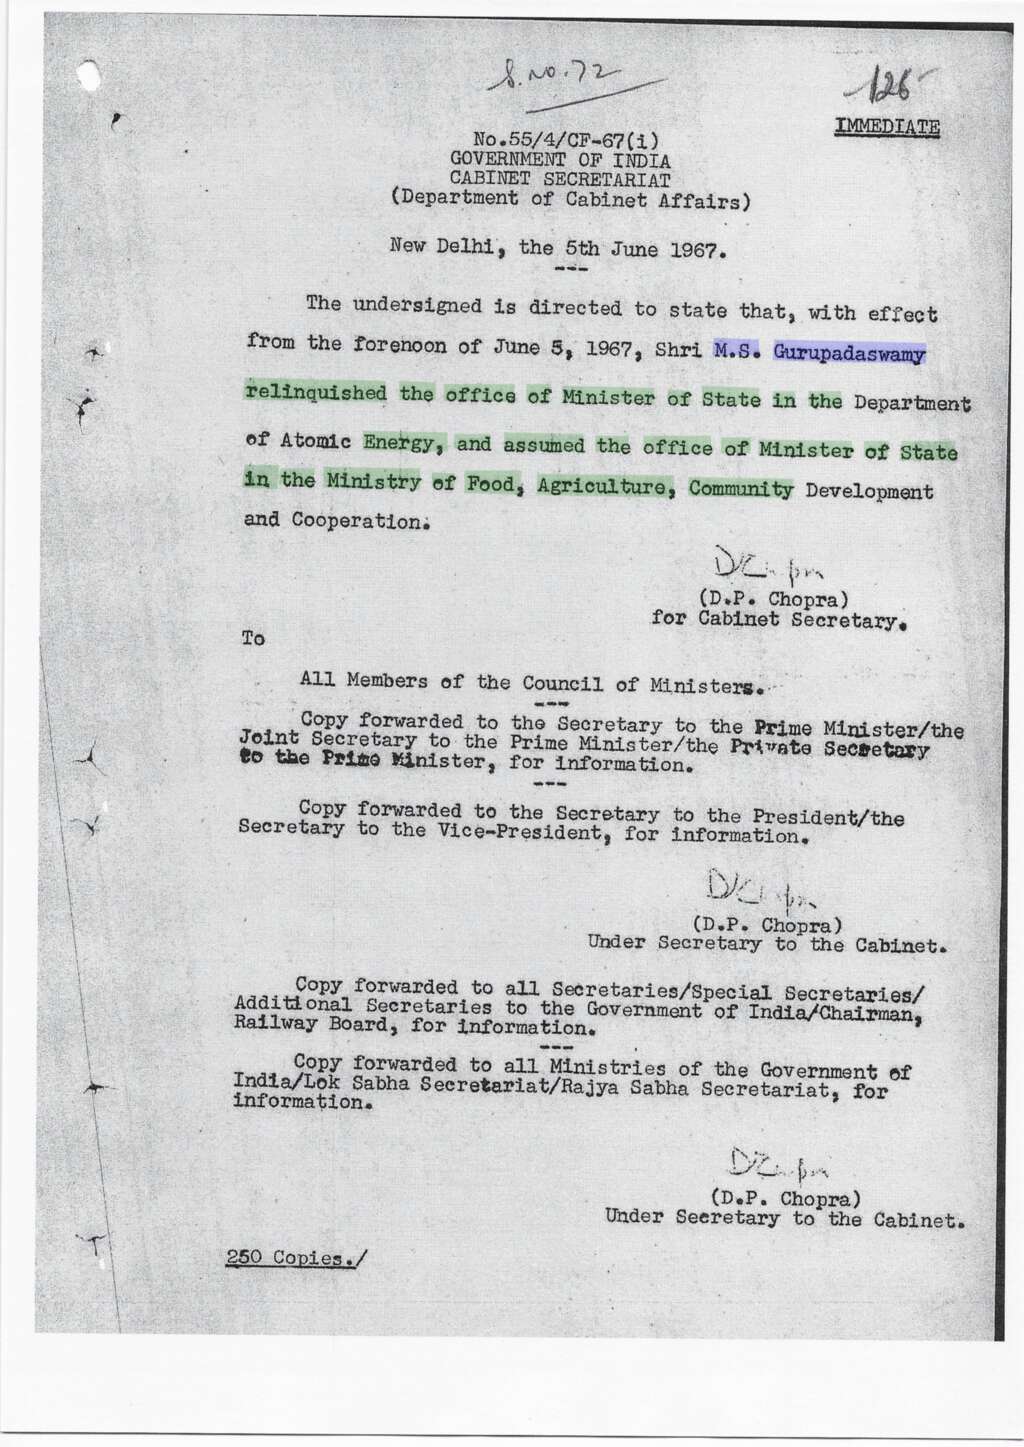 S.No.72
126
IMMEDIATE
No.55/4/CF-67(i)
GOVERNMENT OF INDIA
CABINET SECRETARIAT
(Department of Cabinet Affairs)
New Delhi, the 5th June 1967.
---
The undersigned is directed to state that, with effect
from the forenoon of June 5, 1967, Shri M.S. Gurupadaswamy
relinquished the office of Minister of State in the Department
of Atomic Energy, and assumed the office of Minister of State
in the Ministry of Food, Agriculture, Community Development
and Cooperation.
(D.P. Chopra)
for Cabinet Secretary.
To
All Members of the Council of Ministers.
---
Copy forwarded to the Secretary to the Prime Minister/the
Joint Secretary to the Prime Minister/the Private Secretary
to the Prime Minister, for information.
---
Copy forwarded to the Secretary to the President/the
Secretary to the Vice-President, for information.
(D.P. Chopra)
Under Secretary to the Cabinet.
Copy forwarded to all Secretaries/Special Secretaries/
Additional Secretaries to the Government of India/Chairman,
Railway Board, for information.
---
Copy forwarded to all Ministries of the Government of
India/Lok Sabha Secretariat/Rajya Sabha Secretariat, for
information.
(D.P. Chopra)
Under Secretary to the Cabinet.
250 Copies./